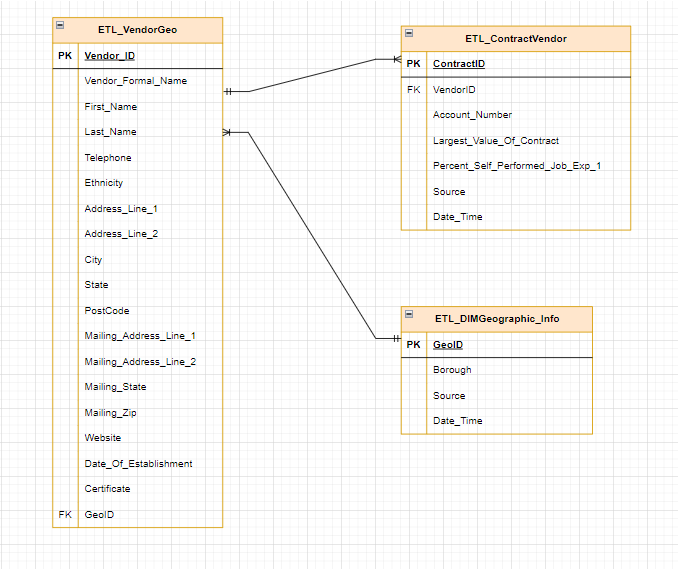 ETL_VendorGeo
PK Vendor_ID
Vendor_Formal_Name
First_Name
Last_Name
Telephone
Ethnicity
Address_Line_1
Address_Line_2
City
State
PostCode
Mailing_Address_Line_1
Mailing_Address_Line_2
Mailing_State
Mailing_Zip
Website
Date_Of_Establishment
Certificate
FK GeoID
ETL_ContractVendor
PK ContractID
FK VendorID
Account_Number
Largest_Value_Of_Contract
Percent_Self_Performed_Job_Exp_1
Source
Date_Time
ETL_DIMGeographic_Info
PK GeoID
Borough
Source
Date_Time